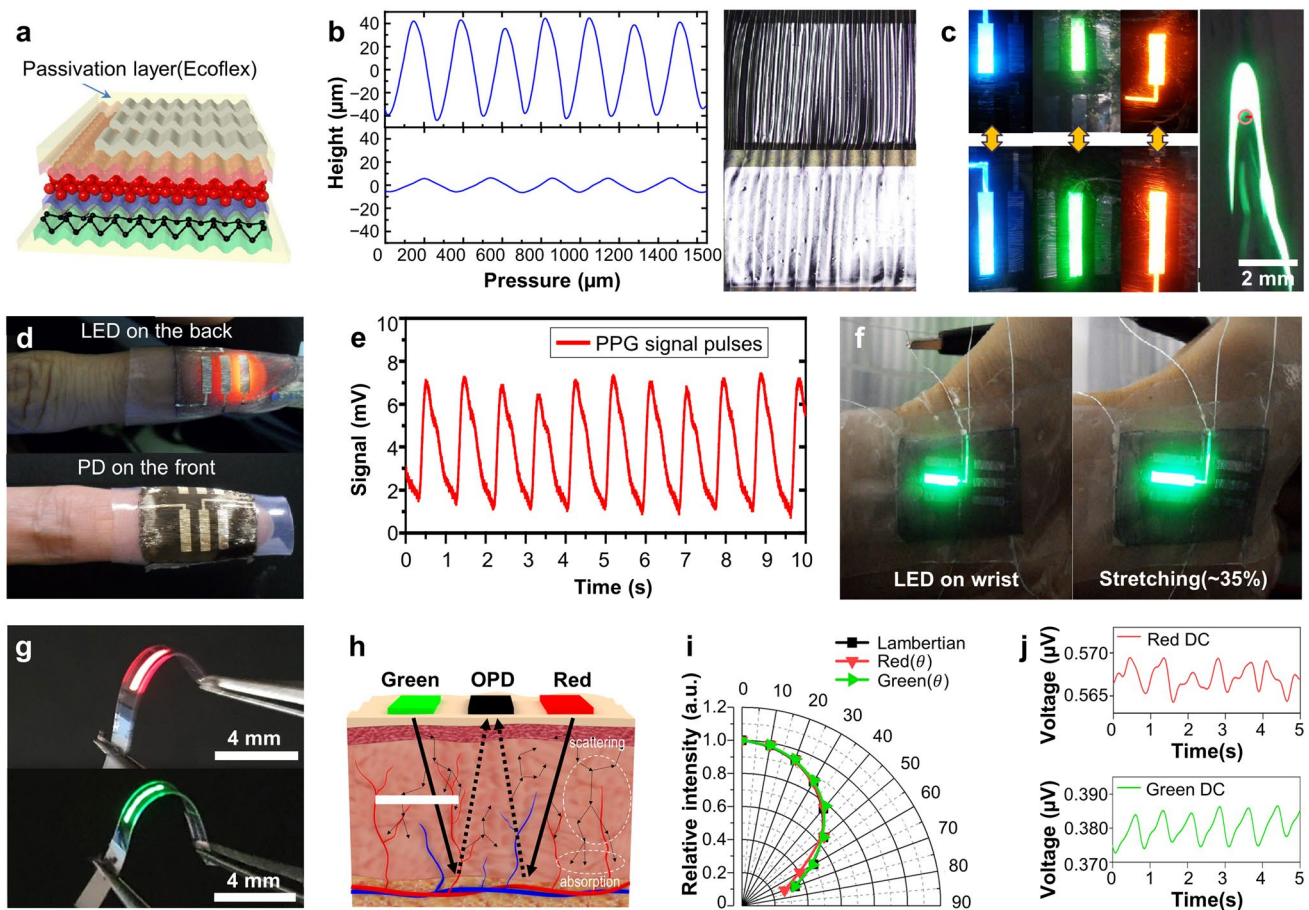 a
Passivation layer(Ecoflex)
b
Height (µm)
40
20
0
−20
−40
40
20
0
−20
−40
0
200
400
600
800
1000
1200
1500
Pressure (µm)
c
2 mm
d
LED on the back
PD on the front
e
PPG signal pulses
Signal (mV)
10
8
6
4
2
0
0
1
2
3
4
5
6
7
8
9
10
Time (s)
f
LED on wrist
Stretching(~35%)
g
4 mm
4 mm
h
Green
OPD
Red
scattering
absorption
i
Lambertian
Red(θ)
Green(θ)
Relative intensity (a.u.)
1.2
1.0
0.8
0.6
0.4
0.2
0
0
10
20
30
40
50
60
70
80
90
j
Red DC
Voltage (µV)
0.570
0.565
0
1
2
3
4
5
Time(s)
Green DC
Voltage (µV)
0.390
0.380
0.370
0
1
2
3
4
5
Time(s)